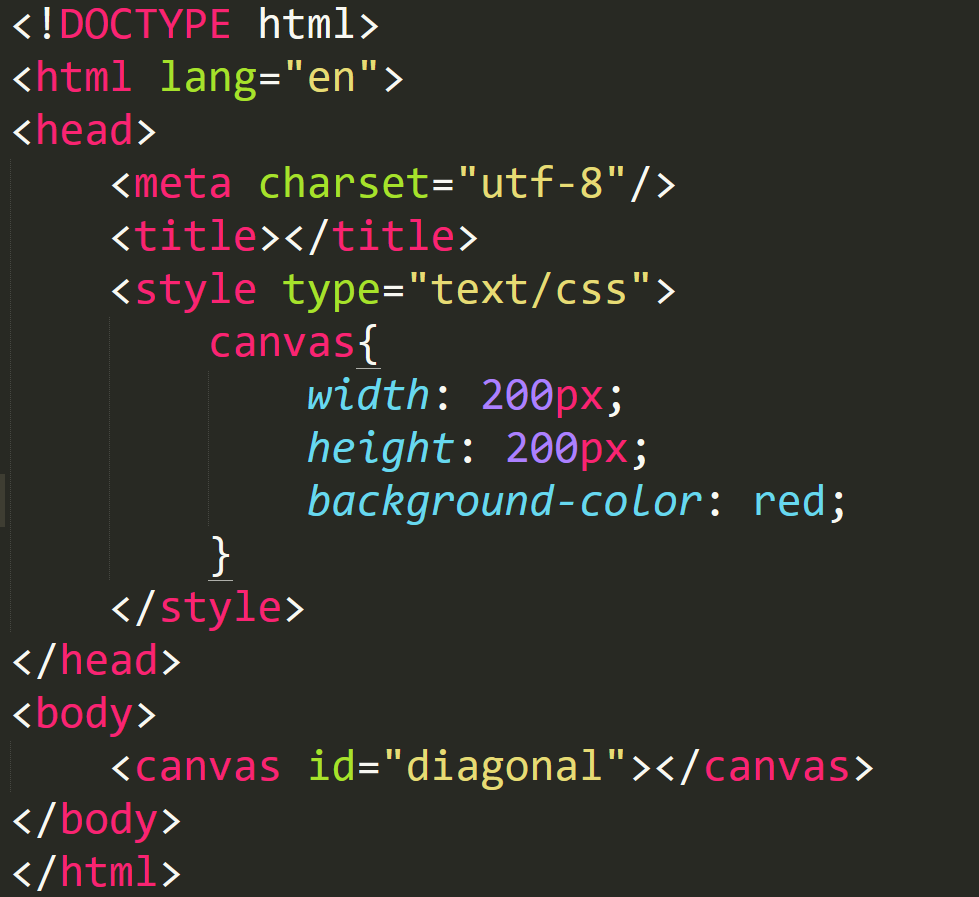 <!DOCTYPE html>
<html lang="en">
<head>
    <meta charset="utf-8"/>
    <title></title>
    <style type="text/css">
        canvas{
            width: 200px;
            height: 200px;
            background-color: red;
        }
    </style>
</head>
<body>
    <canvas id="diagonal"></canvas>
</body>
</html>